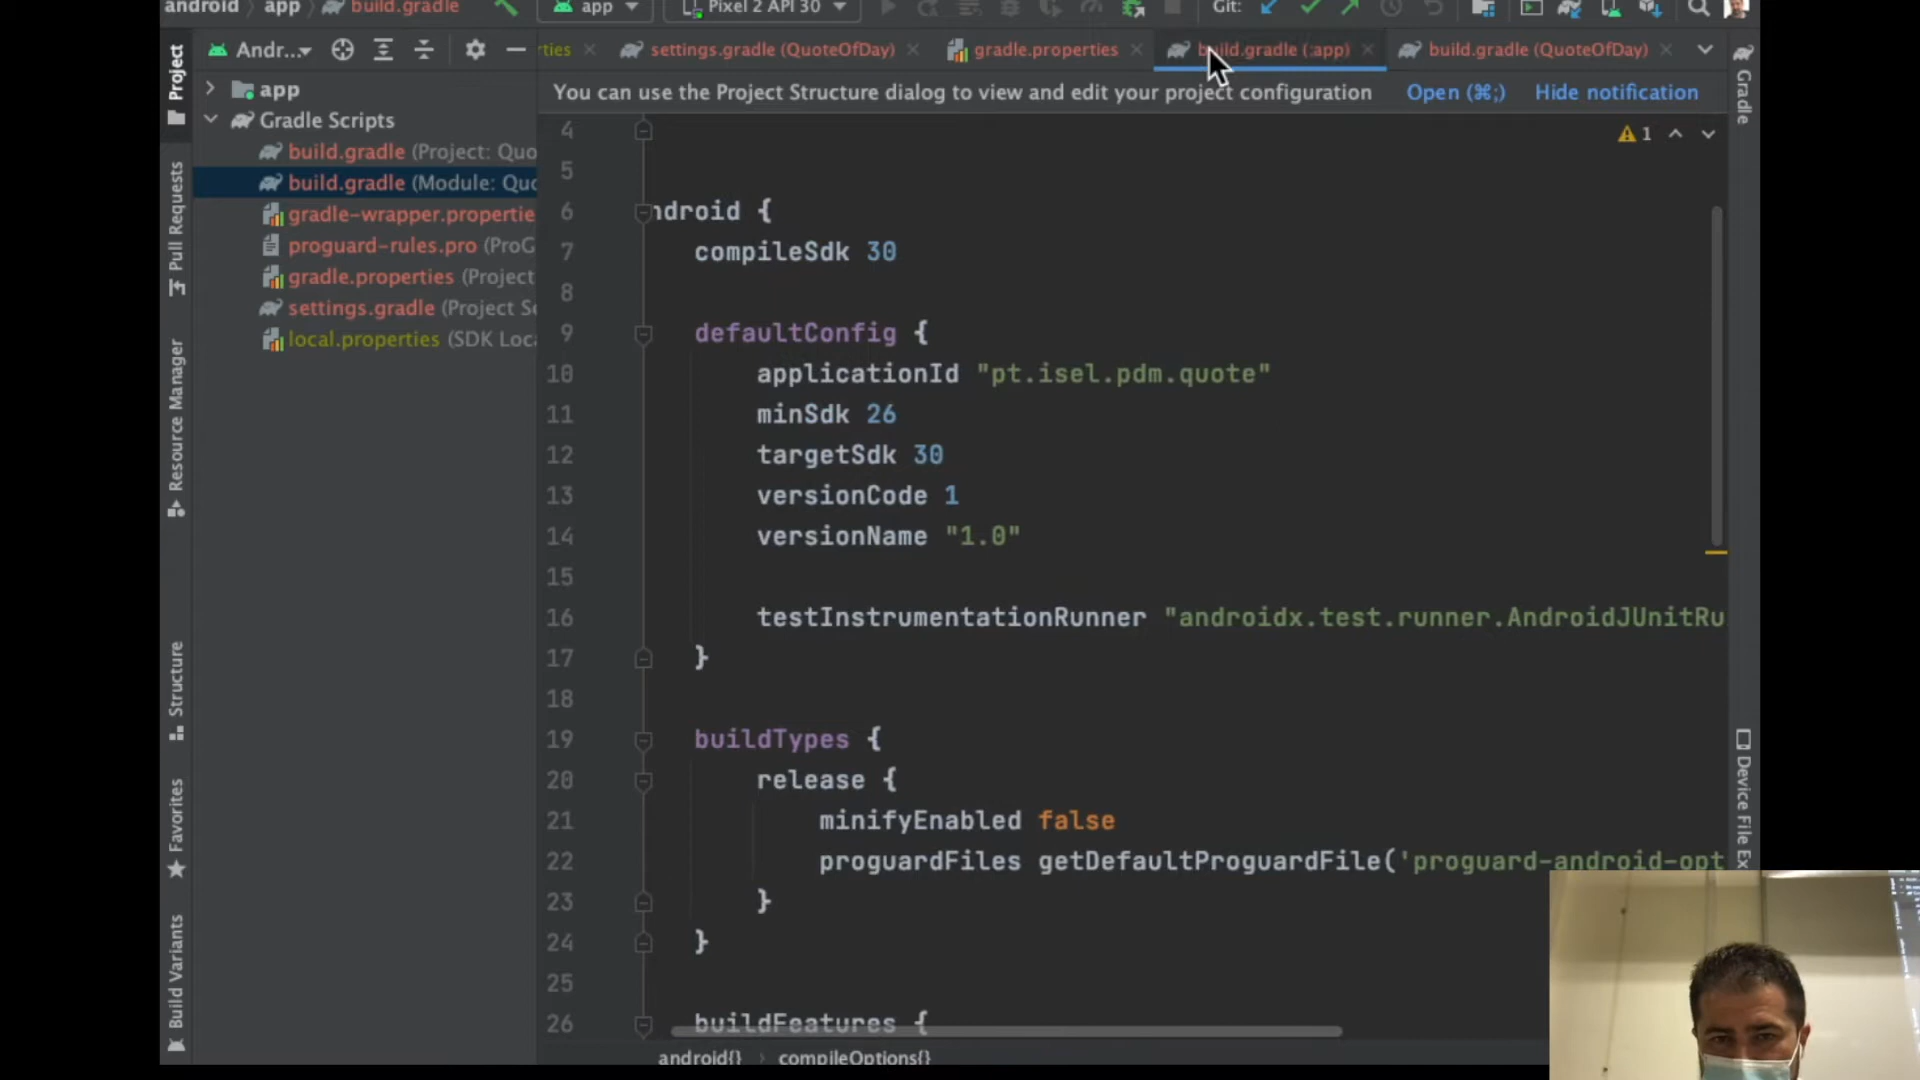 android > app > build.gradle
app
Pixel 2 API 30
Git:
Andr...
rties
settings.gradle (QuoteOfDay)
gradle.properties
build.gradle (:app)
build.gradle (QuoteOfDay)
You can use the Project Structure dialog to view and edit your project configuration
Open (⌘;)
Hide notification
app
Gradle Scripts
build.gradle (Project: Quo
build.gradle (Module: Quo
gradle-wrapper.propertie
proguard-rules.pro (ProG
gradle.properties (Project
settings.gradle (Project Se
local.properties (SDK Loca
Project
Pull Requests
Resource Manager
Structure
Favorites
Build Variants
1
4
5
6 ndroid {
7 compileSdk 30
8
9 defaultConfig {
10 applicationId "pt.isel.pdm.quote"
11 minSdk 26
12 targetSdk 30
13 versionCode 1
14 versionName "1.0"
15
16 testInstrumentationRunner "androidx.test.runner.AndroidJUnitRu
17 }
18
19 buildTypes {
20 release {
21 minifyEnabled false
22 proguardFiles getDefaultProguardFile('proguard-android-opt
23 }
24 }
25
26 buildFeatures {
android{} > compileOptions{}
Gradle
Device File Ex